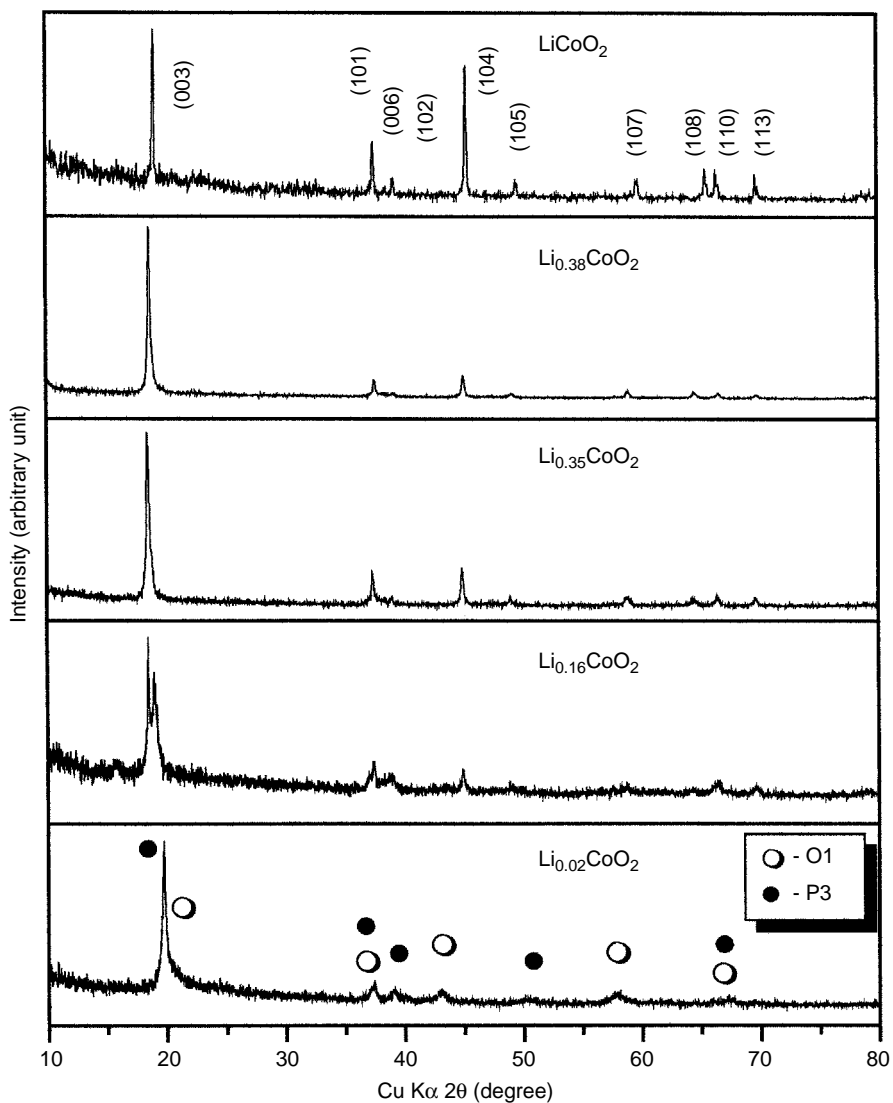 LiCoO₂
(003)
(101)
(006)
(102)
(104)
(105)
(107)
(108)
(110)
(113)
Li₀.₃₈CoO₂
Li₀.₃₅CoO₂
Li₀.₁₆CoO₂
Li₀.₀₂CoO₂
- O1
- P3
Intensity (arbitrary unit)
10 20 30 40 50 60 70 80
Cu Kα 2θ (degree)